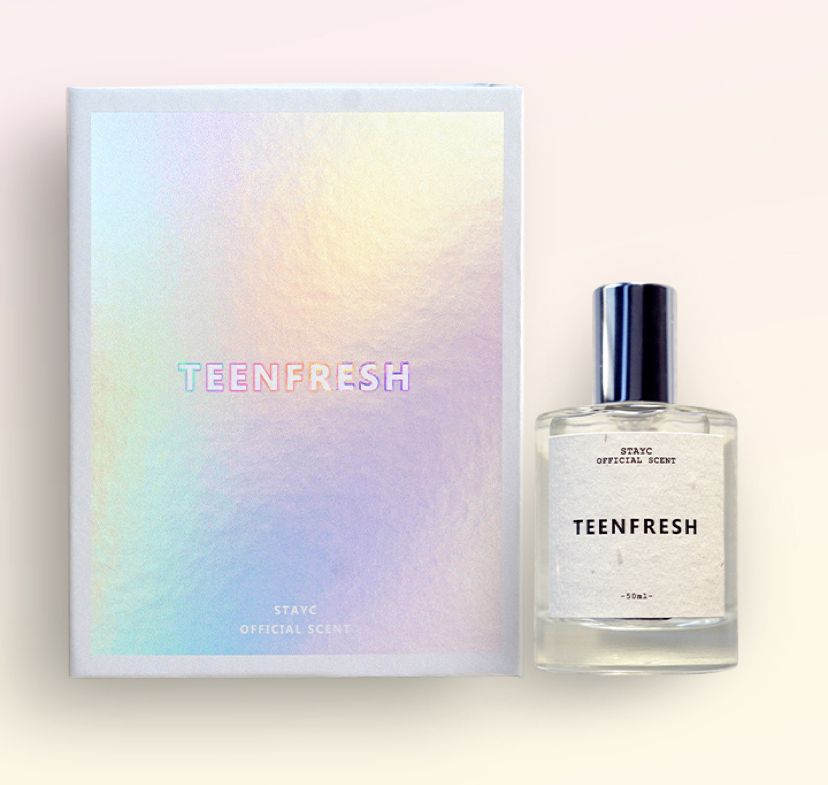 TEENFRESH
STAYC
OFFICIAL SCENT
STAYC
OFFICIAL SCENT
TEENFRESH
-50ml-